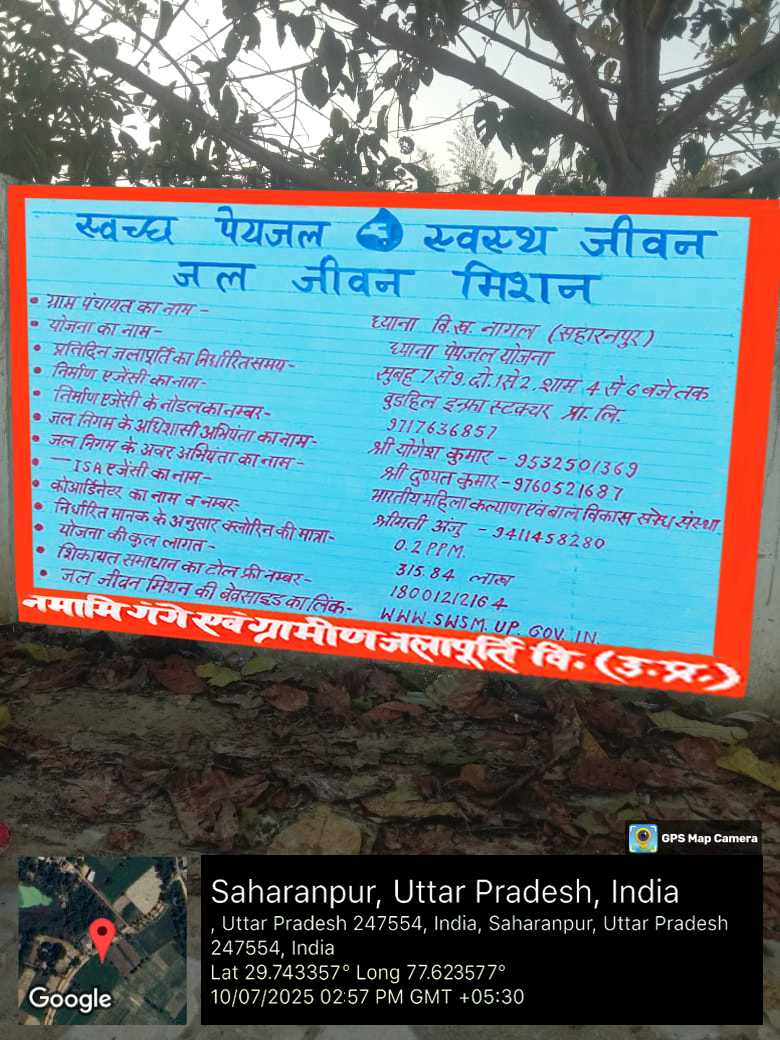 स्वच्छ पेयजल स्वस्थ जीवन
जल जीवन मिशन
• ग्राम पंचायत का नाम - ध्याना वि.ख. नागल (सहारनपुर)
• योजना का नाम - ध्याना पेयजल योजना
• प्रतिदिन जलापूर्ति का निर्धारित समय - सुबह 7 से 9, दो. 1 से 2, शाम 4 से 6 बजे तक
• निर्माण एजेंसी का नाम - वुडहिल इन्फ्रा स्टक्चर प्रा. लि.
• निर्माण एजेंसी के नोडल का नम्बर - 9717636857
• जल निगम के अधिशासी अभियंता का नाम - श्री योगेश कुमार - 9532501369
• जल निगम के अवर अभियंता का नाम - श्री दुष्यत कुमार - 9760521687
• ISA एजेंसी का नाम - भारतीय महिला कल्याण एवं बाल विकास संस्था
• कोआर्डिनेटर का नाम व नम्बर - श्रीमती अंजु - 9411458280
• निर्धारित मानक के अनुसार क्लोरिन की मात्रा - 0.2 PPM.
• योजना की कुल लागत - 315.84 लाख
• शिकायत समाधान का टोल फ्री नम्बर - 18001212164
• जल जीवन मिशन की बेवसाइड का लिंक - WWW.SWSM.UP.GOV.IN.
नमामि गंगे एवं ग्रामीण जलापूर्ति वि. (उ.प्र.)
GPS Map Camera
Saharanpur, Uttar Pradesh, India
, Uttar Pradesh 247554, India, Saharanpur, Uttar Pradesh
247554, India
Lat 29.743357° Long 77.623577°
10/07/2025 02:57 PM GMT +05:30
Google